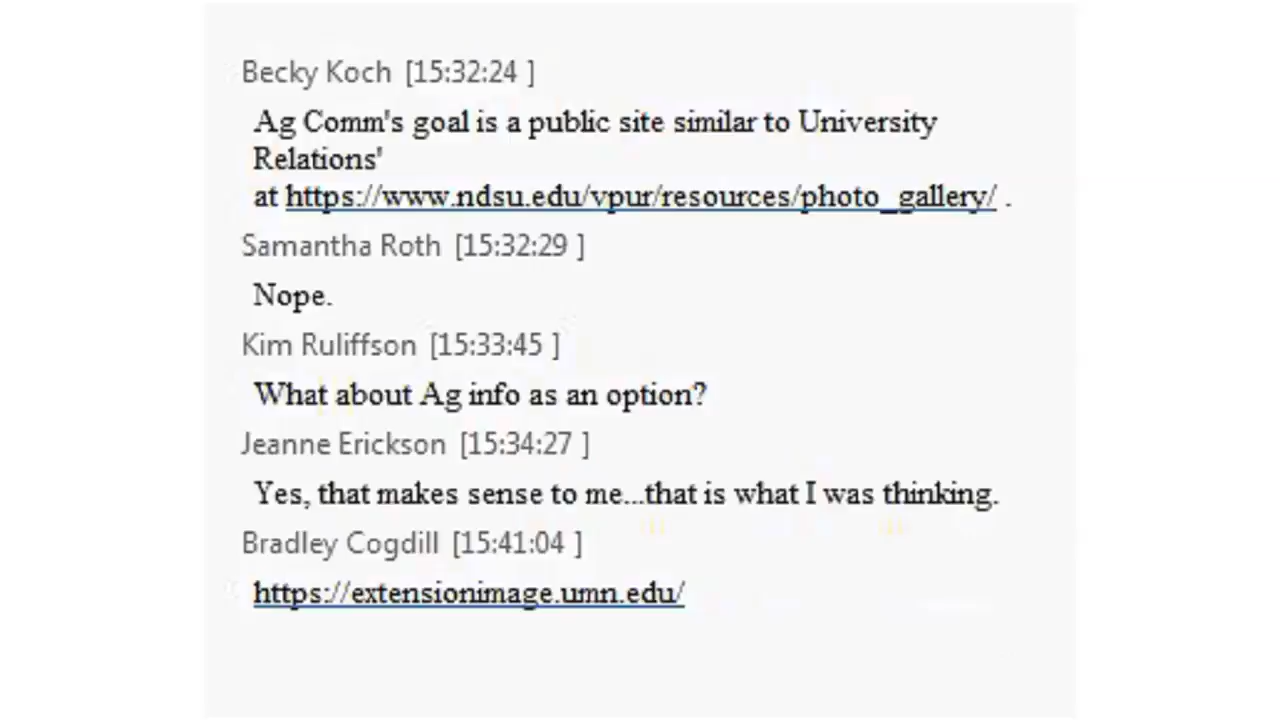 Becky Koch [15:32:24 ]
Ag Comm's goal is a public site similar to University
Relations'
at https://www.ndsu.edu/vpur/resources/photo_gallery/ .
Samantha Roth [15:32:29 ]
Nope.
Kim Ruliffson [15:33:45 ]
What about Ag info as an option?
Jeanne Erickson [15:34:27 ]
Yes, that makes sense to me...that is what I was thinking.
Bradley Cogdill [15:41:04 ]
https://extensionimage.umn.edu/